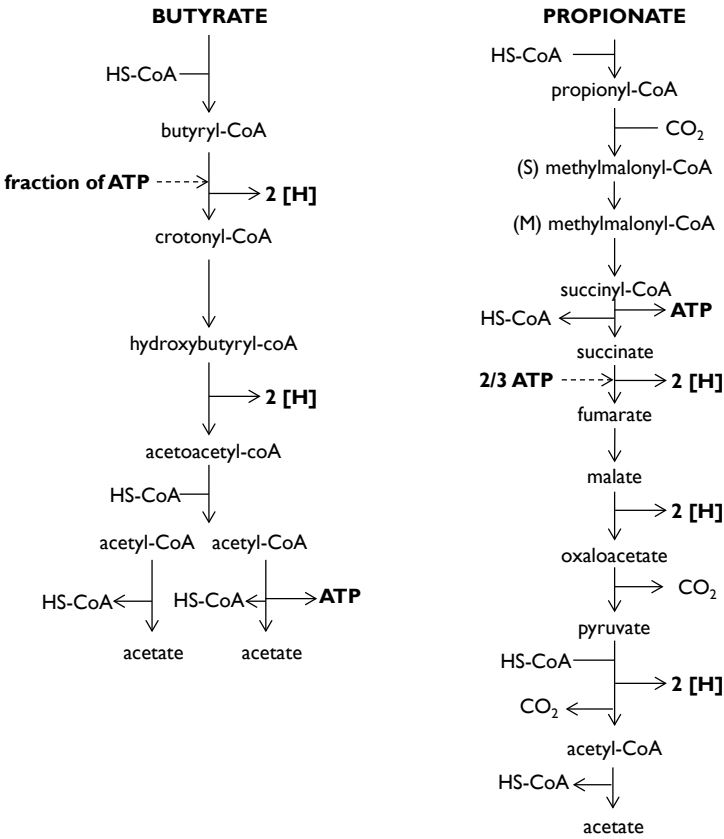 BUTYRATE
HS-CoA
butyryl-CoA
fraction of ATP
2 [H]
crotonyl-CoA
hydroxybutyryl-coA
2 [H]
acetoacetyl-coA
HS-CoA
acetyl-CoA acetyl-CoA
HS-CoA HS-CoA ATP
acetate acetate
PROPIONATE
HS-CoA
propionyl-CoA
CO2
(S) methylmalonyl-CoA
(M) methylmalonyl-CoA
succinyl-CoA
ATP
HS-CoA
succinate
2/3 ATP 2 [H]
fumarate
malate
2 [H]
oxaloacetate
CO2
pyruvate
HS-CoA
2 [H]
CO2
acetyl-CoA
HS-CoA
acetate